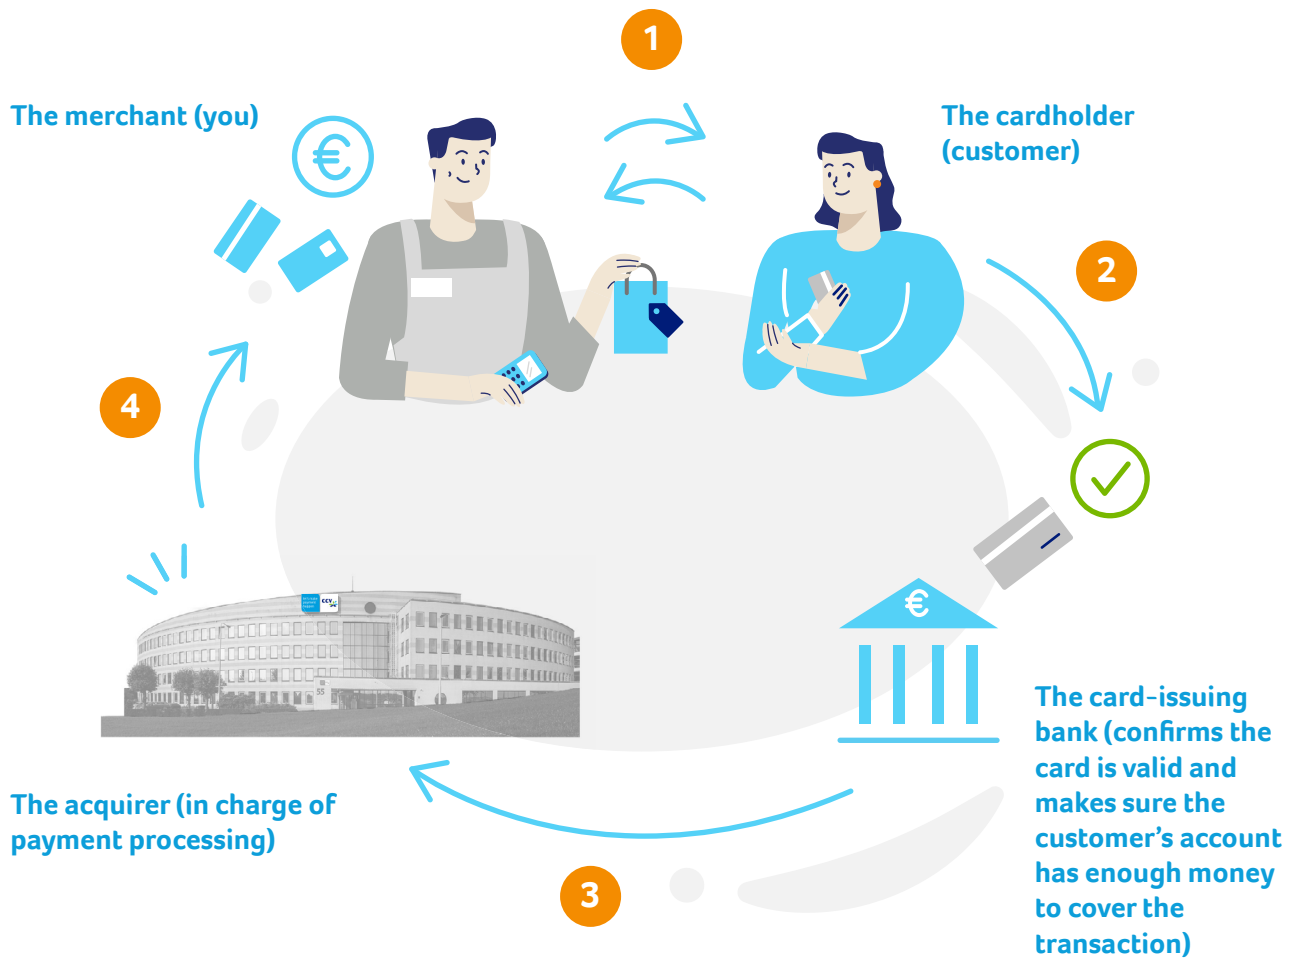 1
The merchant (you)
The cardholder
(customer)
€
2
4
€
CCV
55
The card-issuing
bank (confirms the
card is valid and
makes sure the
customer's account
has enough money
to cover the
transaction)
The acquirer (in charge of
payment processing)
3